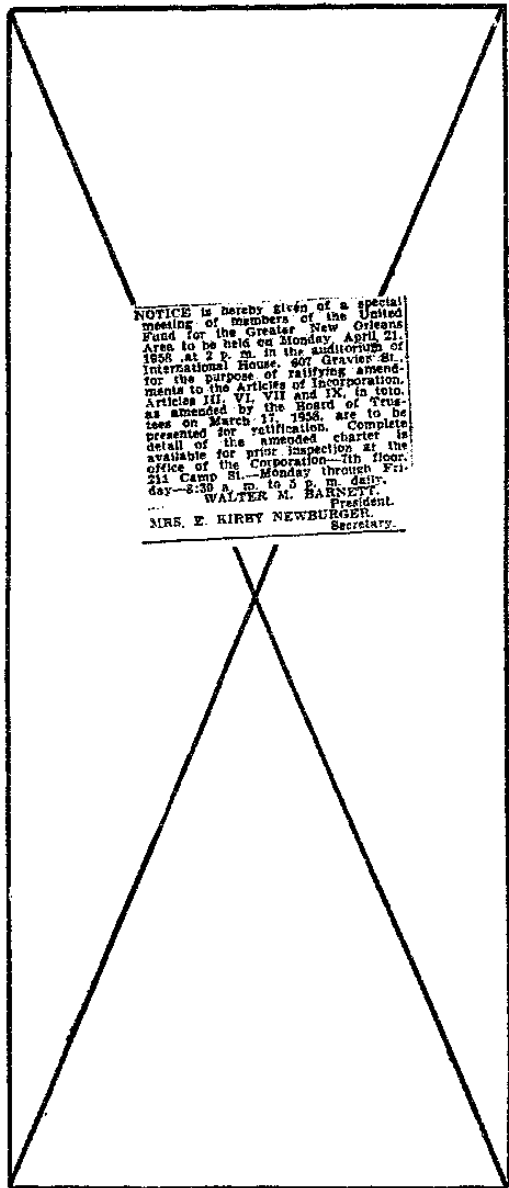 NOTICE is hereby given of a special
meeting of members of the United
Fund for the Greater New Orleans
Area to be held on Monday, April 21,
1958, at 2 p. m. in the auditorium of
International House, 607 Gravier St.,
for the purpose of ratifying amend-
ments to the Articles of Incorporation.
Articles III, VI, VII and IX, in toto,
as amended by the Board of Trus-
tees on March 17, 1958, are to be
presented for ratification. Complete
detail of the amended charter is
available for prior inspection at the
office of the Corporation—7th floor,
211 Camp St.—Monday through Fri-
day—8:30 a. m. to 5 p. m. daily.
WALTER M. BARNETT,
President.
MRS. E. KIRBY NEWBURGER,
Secretary.